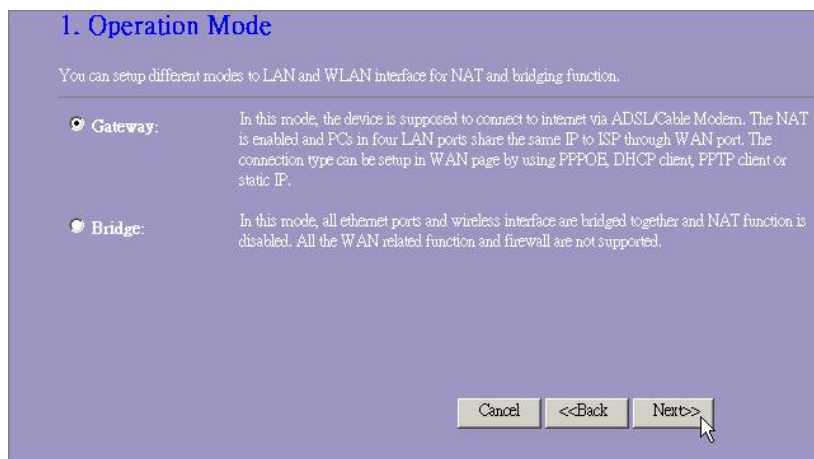 1. Operation Mode
You can setup different modes to LAN and WLAN interface for NAT and bridging function.
Gateway:
In this mode, the device is supposed to connect to internet via ADSL/Cable Modem. The NAT
is enabled and PCs in four LAN ports share the same IP to ISP through WAN port. The
connection type can be setup in WAN page by using PPPOE, DHCP client, PPTP client or
static IP.
Bridge:
In this mode, all ethernet ports and wireless interface are bridged together and NAT function is
disabled. All the WAN related function and firewall are not supported.
Cancel <<Back Next>>